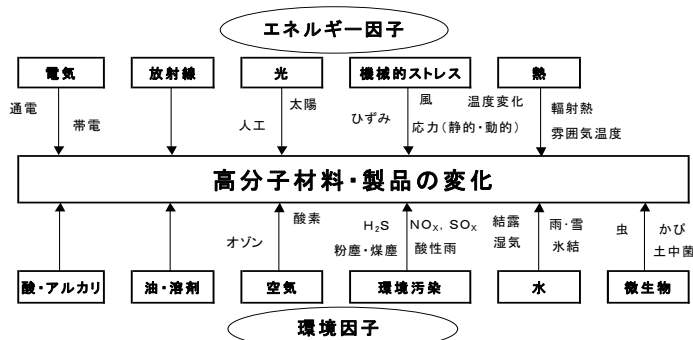 エネルギー因子
電気 放射線 光 機械的ストレス 熱
通電 帯電 人工 太陽 ひずみ 風 応力(静的・動的) 温度変化 輻射熱 雰囲気温度
高分子材料・製品の変化
オゾン 酸素 H₂S 粉塵・煤塵 NOX, SOX 酸性雨 結露 湿気 雨・雪 氷結 虫 かび 土中菌
酸・アルカリ 油・溶剤 空気 環境汚染 水 微生物
環境因子